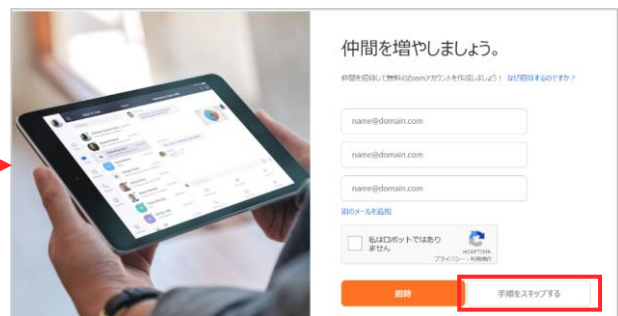 仲間を増やしましょう。
仲間を招待して無料のZoomアカウントを作成しましょう！ なぜ招待するのですか？
name@domain.com
name@domain.com
name@domain.com
別のメールを追加
私はロボットではあり
ません
reCAPTCHA
プライバシー - 利用規約
招待
手順をスキップする